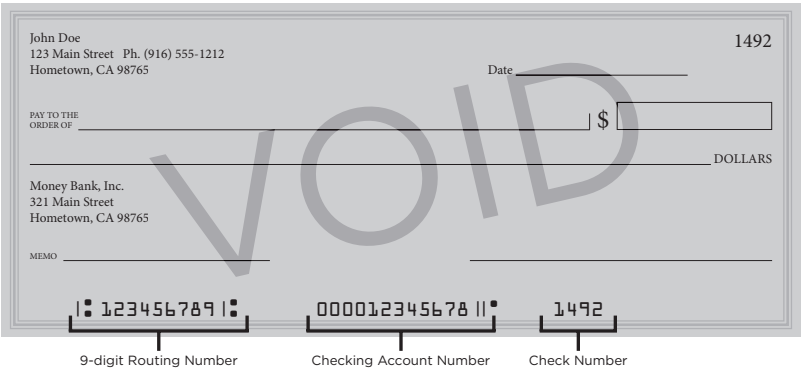 John Doe
123 Main Street Ph. (916) 555-1212
Hometown, CA 98765
1492
Date
PAY TO THE
ORDER OF
$
DOLLARS
VOID
Money Bank, Inc.
321 Main Street
Hometown, CA 98765
MEMO
|: 123456789 |: 000012345678 ||• 1492
9-digit Routing Number Checking Account Number Check Number